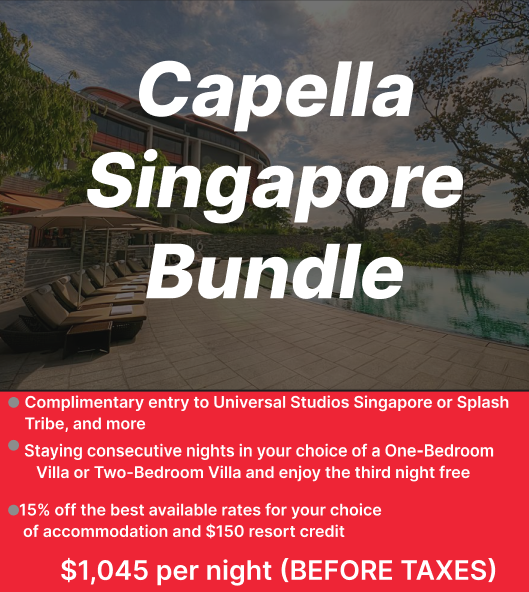 Capella
Singapore
Bundle
Complimentary entry to Universal Studios Singapore or Splash
Tribe, and more
Staying consecutive nights in your choice of a One-Bedroom
Villa or Two-Bedroom Villa and enjoy the third night free
15% off the best available rates for your choice
of accommodation and $150 resort credit
$1,045 per night (BEFORE TAXES)